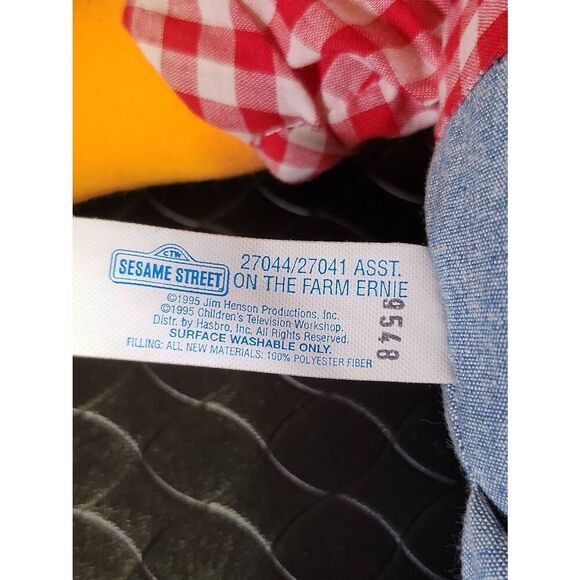 CTW
SESAME STREET
27044/27041 ASST.
ON THE FARM ERNIE
©1995 Jim Henson Productions, Inc.
©1995 Children's Television Workshop.
Distr. by Hasbro, Inc. All Rights Reserved.
SURFACE WASHABLE ONLY.
FILLING: ALL NEW MATERIALS: 100% POLYESTER FIBER
9548